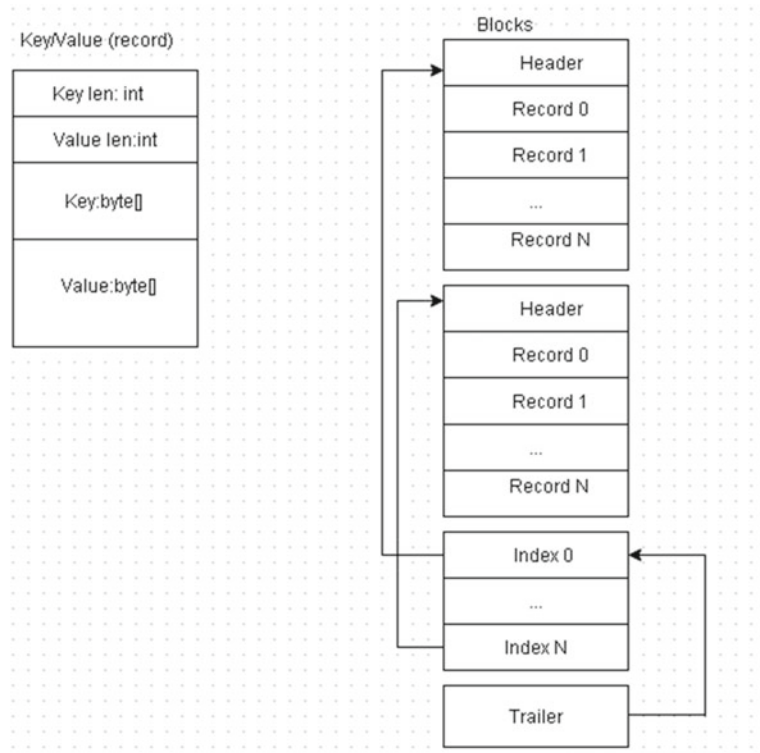 Key/Value (record)
Key len: int
Value len:int
Key:byte[]
Value:byte[]
Blocks
Header
Record 0
Record 1
...
Record N
Header
Record 0
Record 1
...
Record N
Index 0
...
Index N
Trailer